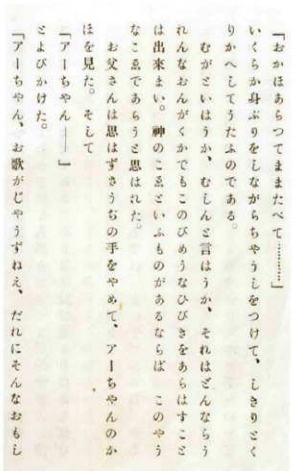 『おかほあらつてままたべて…………』
いくらか身ぶりをしながらちやうしをつけて、しきりとく
りかへしてうたふのである。
むがといはうか、むしんと言はうか、それはどんならう
れんなおんがくかでもこのびめうなひびきをあらはすこと
は出來まい。神のこゑといふものがあるならば　このやう
なこゑであらうと思はれた。
お父さんは思はずさうぢの手をやめて、アーちやんのか
ほを見た。そして
『アーちやん――』
とよびかけた。
『アーちやん、お歌がじやうずねえ、だれにそんなおもし